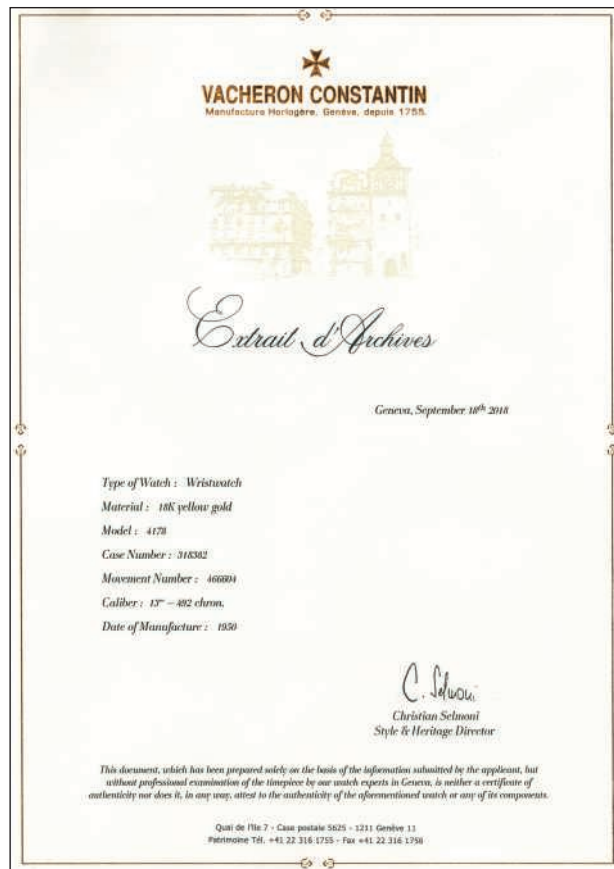 VACHERON CONSTANTIN
Manufacture Horlogère, Genève, depuis 1755.
Extrait d'Archives
Geneva, September 18th 2018
Type of Watch : Wristwatch
Material : 18K yellow gold
Model : 4178
Case Number : 318382
Movement Number : 466604
Caliber : 13''' – 492 chron.
Date of Manufacture : 1950
C. Selmoni
Christian Selmoni
Style & Heritage Director
This document, which has been prepared solely on the basis of the information submitted by the applicant, but
without professional examination of the timepiece by our watch experts in Geneva, is neither a certificate of
authenticity nor does it, in any way, attest to the authenticity of the aforementioned watch or any of its components.
Quai de l'Ile 7 - Case postale 5625 - 1211 Genève 11
Patrimoine Tél. +41 22 316 1755 - Fax +41 22 316 1756